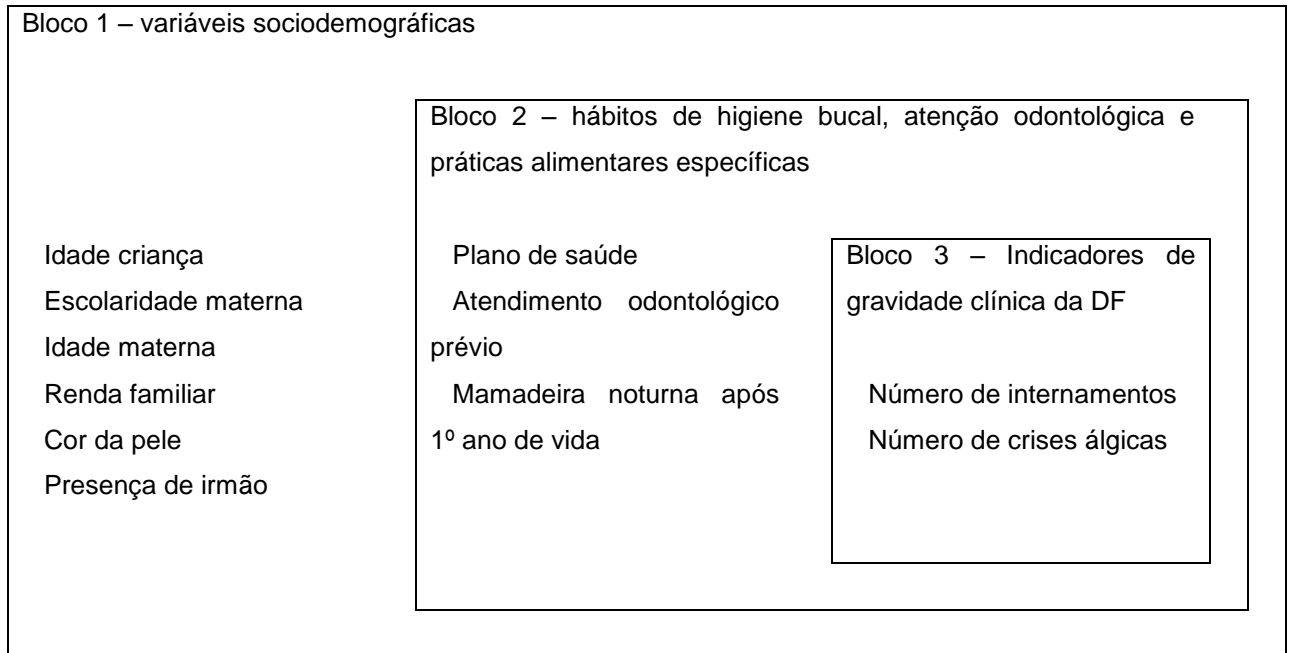 Bloco 1 – variáveis sociodemográficas
Bloco 2 – hábitos de higiene bucal, atenção odontológica e
práticas alimentares específicas
Idade criança
Escolaridade materna
Idade materna
Renda familiar
Cor da pele
Presença de irmão
Plano de saúde
Atendimento odontológico
prévio
Mamadeira noturna após
1º ano de vida
Bloco 3 – Indicadores de
gravidade clínica da DF
Número de internamentos
Número de crises álgicas